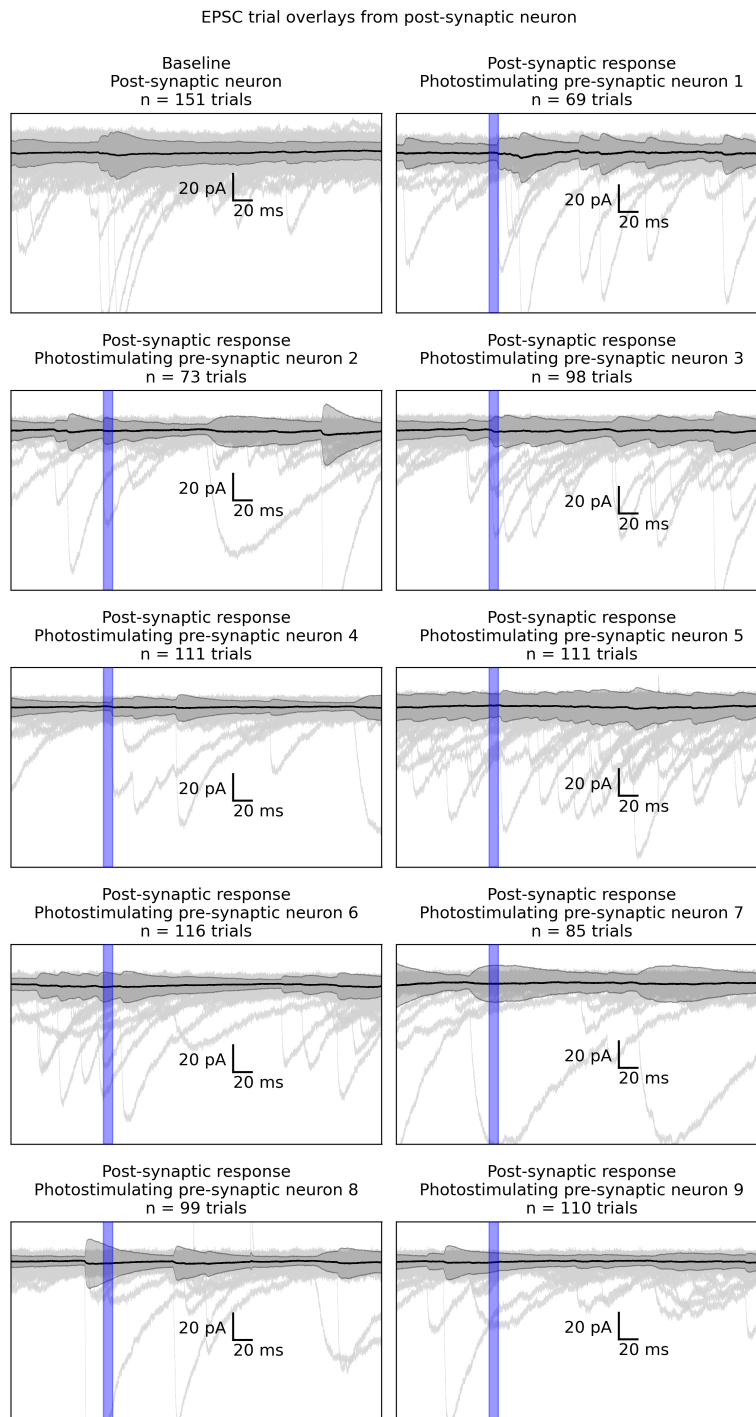 EPSC trial overlays from post-synaptic neuron
Baseline
Post-synaptic neuron
n = 151 trials
20 pA
20 ms
Post-synaptic response
Photostimulating pre-synaptic neuron 1
n = 69 trials
20 pA
20 ms
Post-synaptic response
Photostimulating pre-synaptic neuron 2
n = 73 trials
20 pA
20 ms
Post-synaptic response
Photostimulating pre-synaptic neuron 3
n = 98 trials
20 pA
20 ms
Post-synaptic response
Photostimulating pre-synaptic neuron 4
n = 111 trials
20 pA
20 ms
Post-synaptic response
Photostimulating pre-synaptic neuron 5
n = 111 trials
20 pA
20 ms
Post-synaptic response
Photostimulating pre-synaptic neuron 6
n = 116 trials
20 pA
20 ms
Post-synaptic response
Photostimulating pre-synaptic neuron 7
n = 85 trials
20 pA
20 ms
Post-synaptic response
Photostimulating pre-synaptic neuron 8
n = 99 trials
20 pA
20 ms
Post-synaptic response
Photostimulating pre-synaptic neuron 9
n = 110 trials
20 pA
20 ms